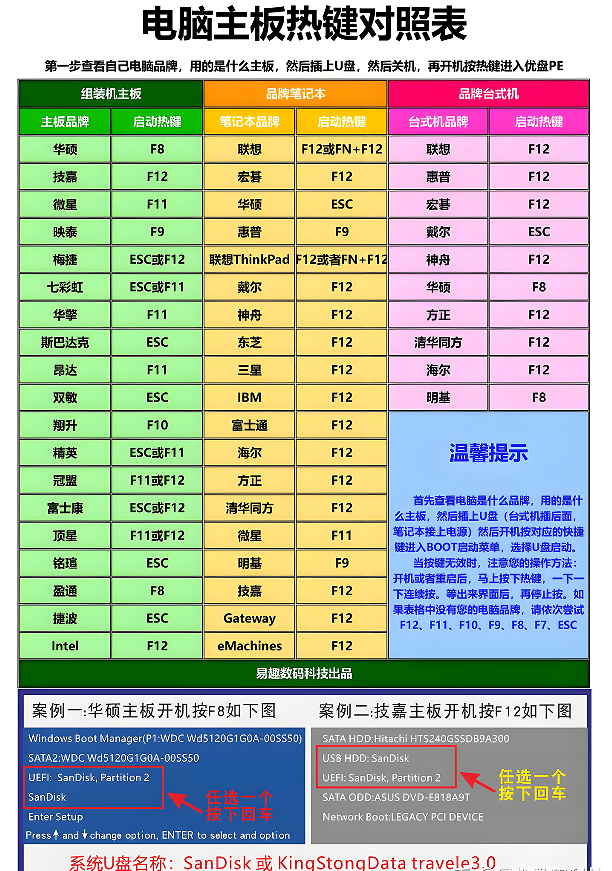 电脑主板热键对照表
第一步查看自己电脑品牌，用的是什么主板，然后插上U盘，然后关机，再开机按热键进入优盘PE
组装机主板 品牌笔记本 品牌台式机
主板品牌 启动热键 笔记本品牌 启动热键 台式机品牌 启动热键
华硕 F8 联想 F12或FN+F12 联想 F12
技嘉 F12 宏碁 F12 惠普 F12
微星 F11 华硕 ESC 宏碁 F12
映泰 F9 惠普 F9 戴尔 ESC
梅捷 ESC或F12 联想ThinkPad F12或者FN+F12 神舟 F12
七彩虹 ESC或F11 戴尔 F12 华硕 F8
华擎 F11 神舟 F12 方正 F12
斯巴达克 ESC 东芝 F12 清华同方 F12
昂达 F11 三星 F12 海尔 F12
双敏 ESC IBM F12 明基 F8
翔升 F10 富士通 F12
精英 ESC或F11 海尔 F12
冠盟 F11或F12 方正 F12
富士康 ESC或F12 清华同方 F12
顶星 F11或F12 微星 F11
铭瑄 ESC 明基 F9
盈通 F8 技嘉 F12
捷波 ESC Gateway F12
Intel F12 eMachines F12
温馨提示
首先查看电脑是什么品牌，用的是什
么主板，然后插上U盘（台式机插后面，
笔记本接上电源）然后开机按对应的快捷
键进入BOOT启动菜单，选择U盘启动。
当按键无效时，注意您的操作方法：
开机或者重启后，马上按下热键，一下一
下连续按。等出来界面后，再停止按。如
果表格中没有您的电脑品牌，请依次尝试
F12、F11、F10、F9、F8、F7、ESC
易趣数码科技出品
案例一:华硕主板开机按F8如下图
Windows Boot Manager(P1:WDC Wd5120G1G0A-00SS50)
SATA2:WDC Wd5120G1G0A-00SS50
UEFI: SanDisk, Partition 2
SanDisk
Enter Setup
Press⬆and⬇change option, ENTER to select and option
任选一个
按下回车
案例二:技嘉主板开机按F12如下图
SATA HDD:Hitachi HTS240GSSDB9A300
USB HDD: SanDisk
UEFI: SanDisk, Partition 2
SATA ODD:ASUS DVD-E818A9T
Network Boot:LEGACY PCI DEVICE
任选一个
按下回车
系统U盘名称：SanDisk 或 KingStongData travele3.0